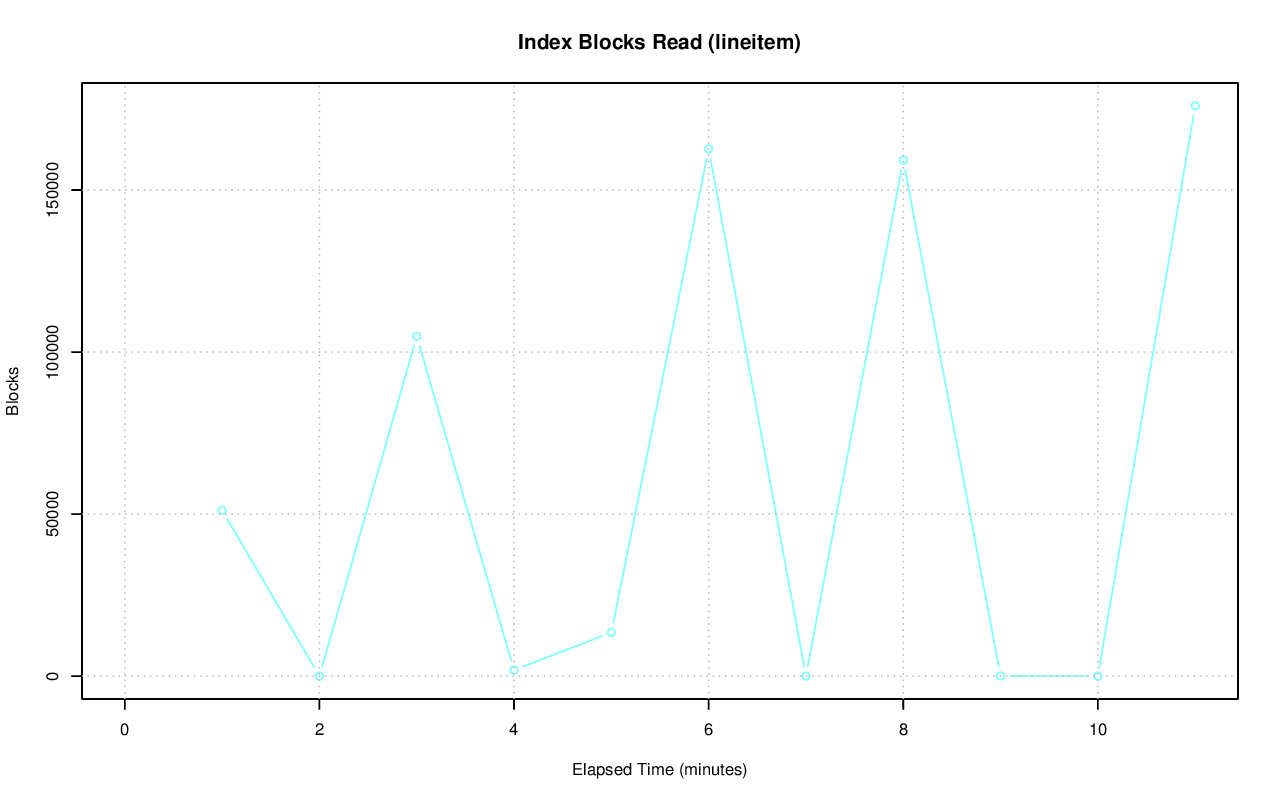 Index Blocks Read (lineitem)
Blocks
150000
100000
50000
0
0 2 4 6 8 10
Elapsed Time (minutes)